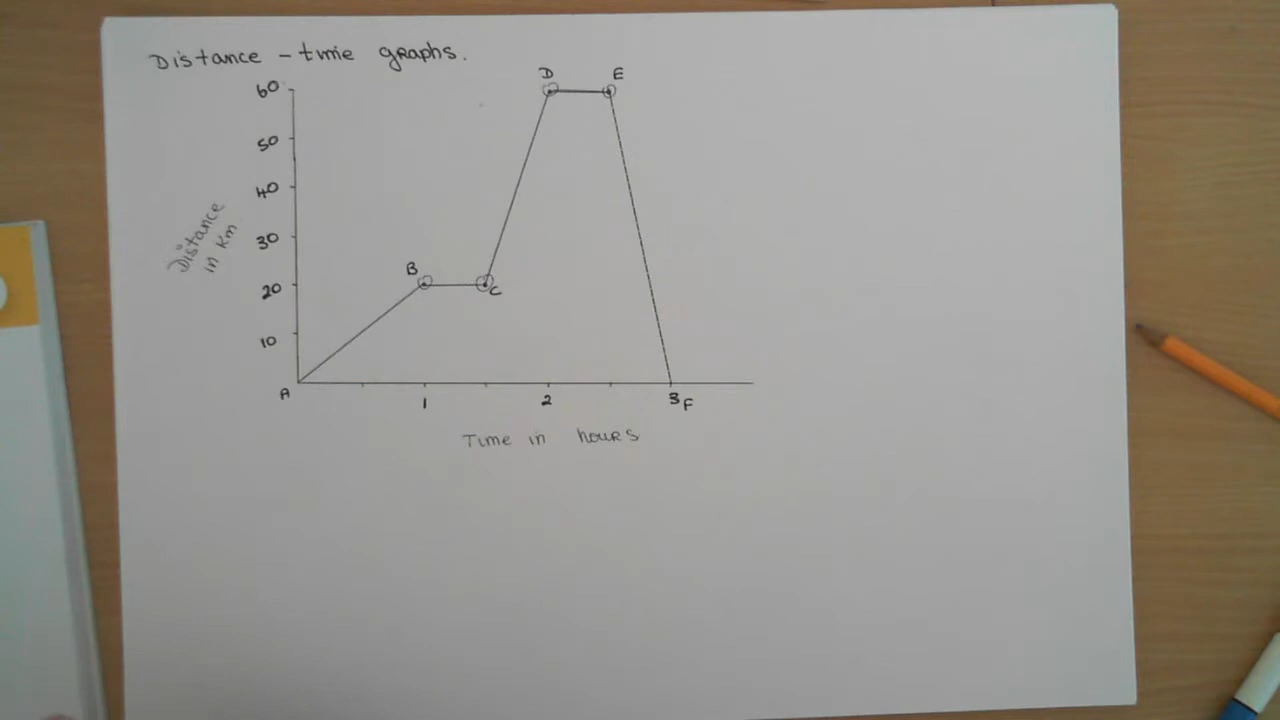 Distance - time graphs.
D E
60
50
40
Distance
in Km
30
B
20
C
10
A
1 2 3 F
Time in hours